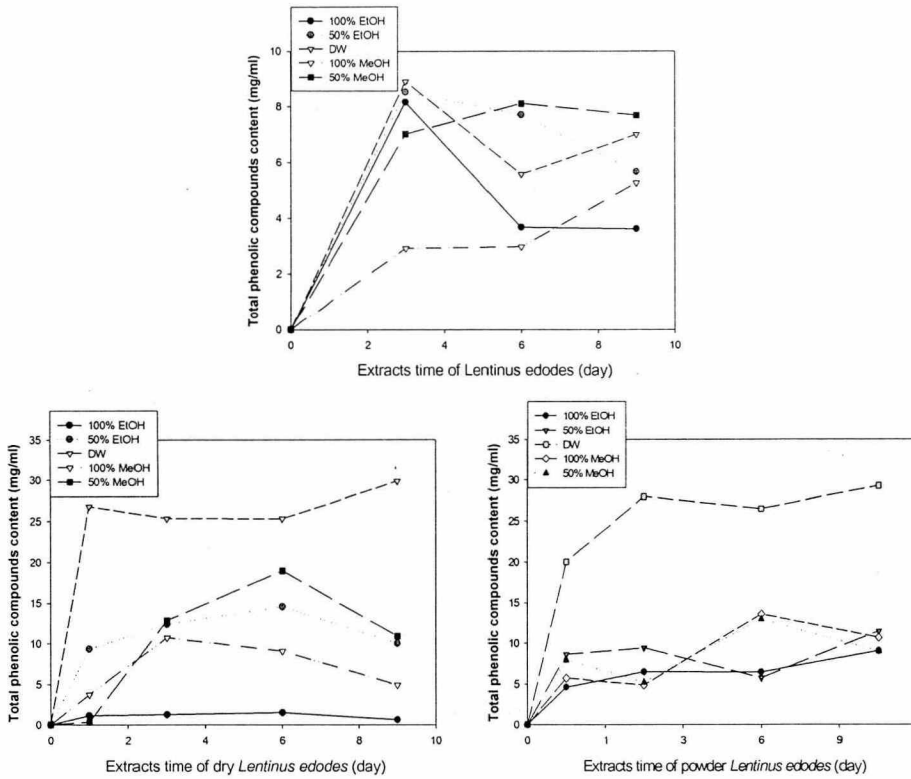 100% EtOH
50% EtOH
DW
100% MeOH
50% MeOH
Total phenolic compounds content (mg/ml)
10
8
6
4
2
0
0 2 4 6 8 10
Extracts time of Lentinus edodes (day)
100% EtOH
50% EtOH
DW
100% MeOH
50% MeOH
Total phenolic compounds content (mg/ml)
35
30
25
20
15
10
5
0
0 2 4 6 8 10
Extracts time of dry Lentinus edodes (day)
100% EtOH
50% EtOH
DW
100% MeOH
50% MeOH
Total phenolic compounds content (mg/ml)
35
30
25
20
15
10
5
0
0 1 3 6 9
Extracts time of powder Lentinus edodes (day)